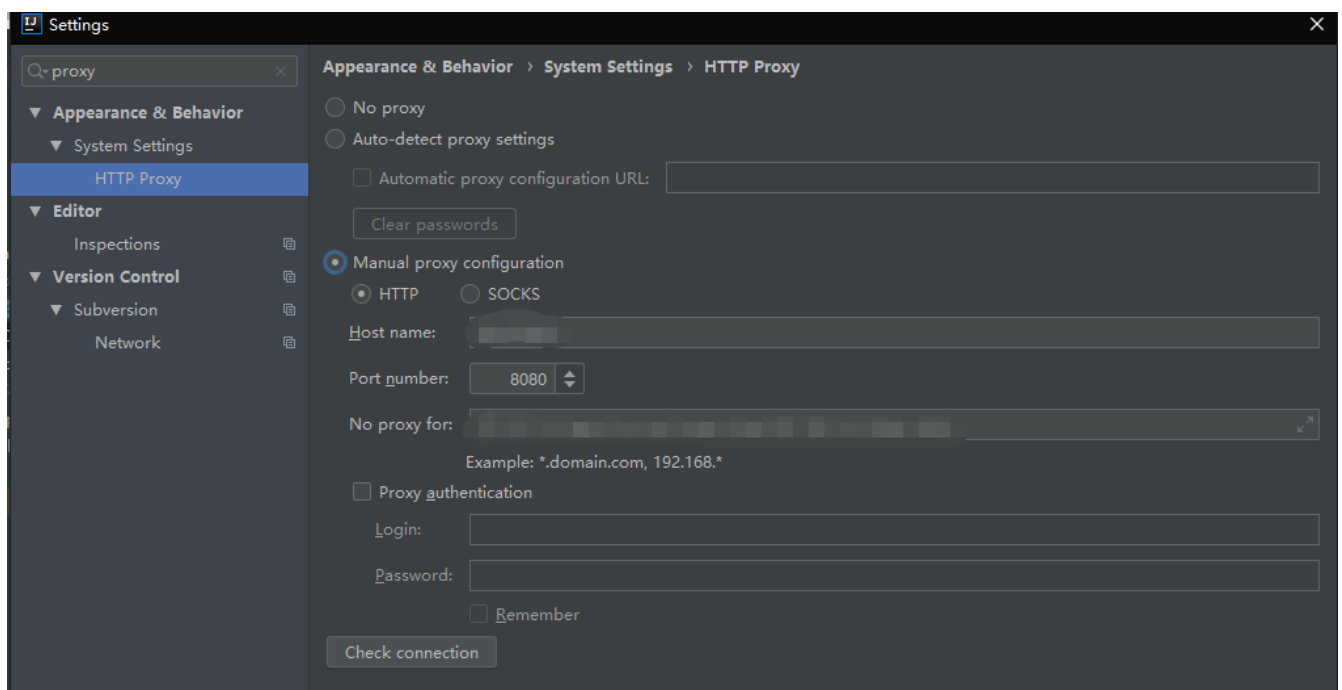 IJ Settings
proxy
Appearance & Behavior
System Settings
HTTP Proxy
Editor
Inspections
Version Control
Subversion
Network
Appearance & Behavior › System Settings › HTTP Proxy
No proxy
Auto-detect proxy settings
Automatic proxy configuration URL:
Clear passwords
Manual proxy configuration
HTTP SOCKS
Host name:
Port number: 8080
No proxy for:
Example: *.domain.com, 192.168.*
Proxy authentication
Login:
Password:
Remember
Check connection